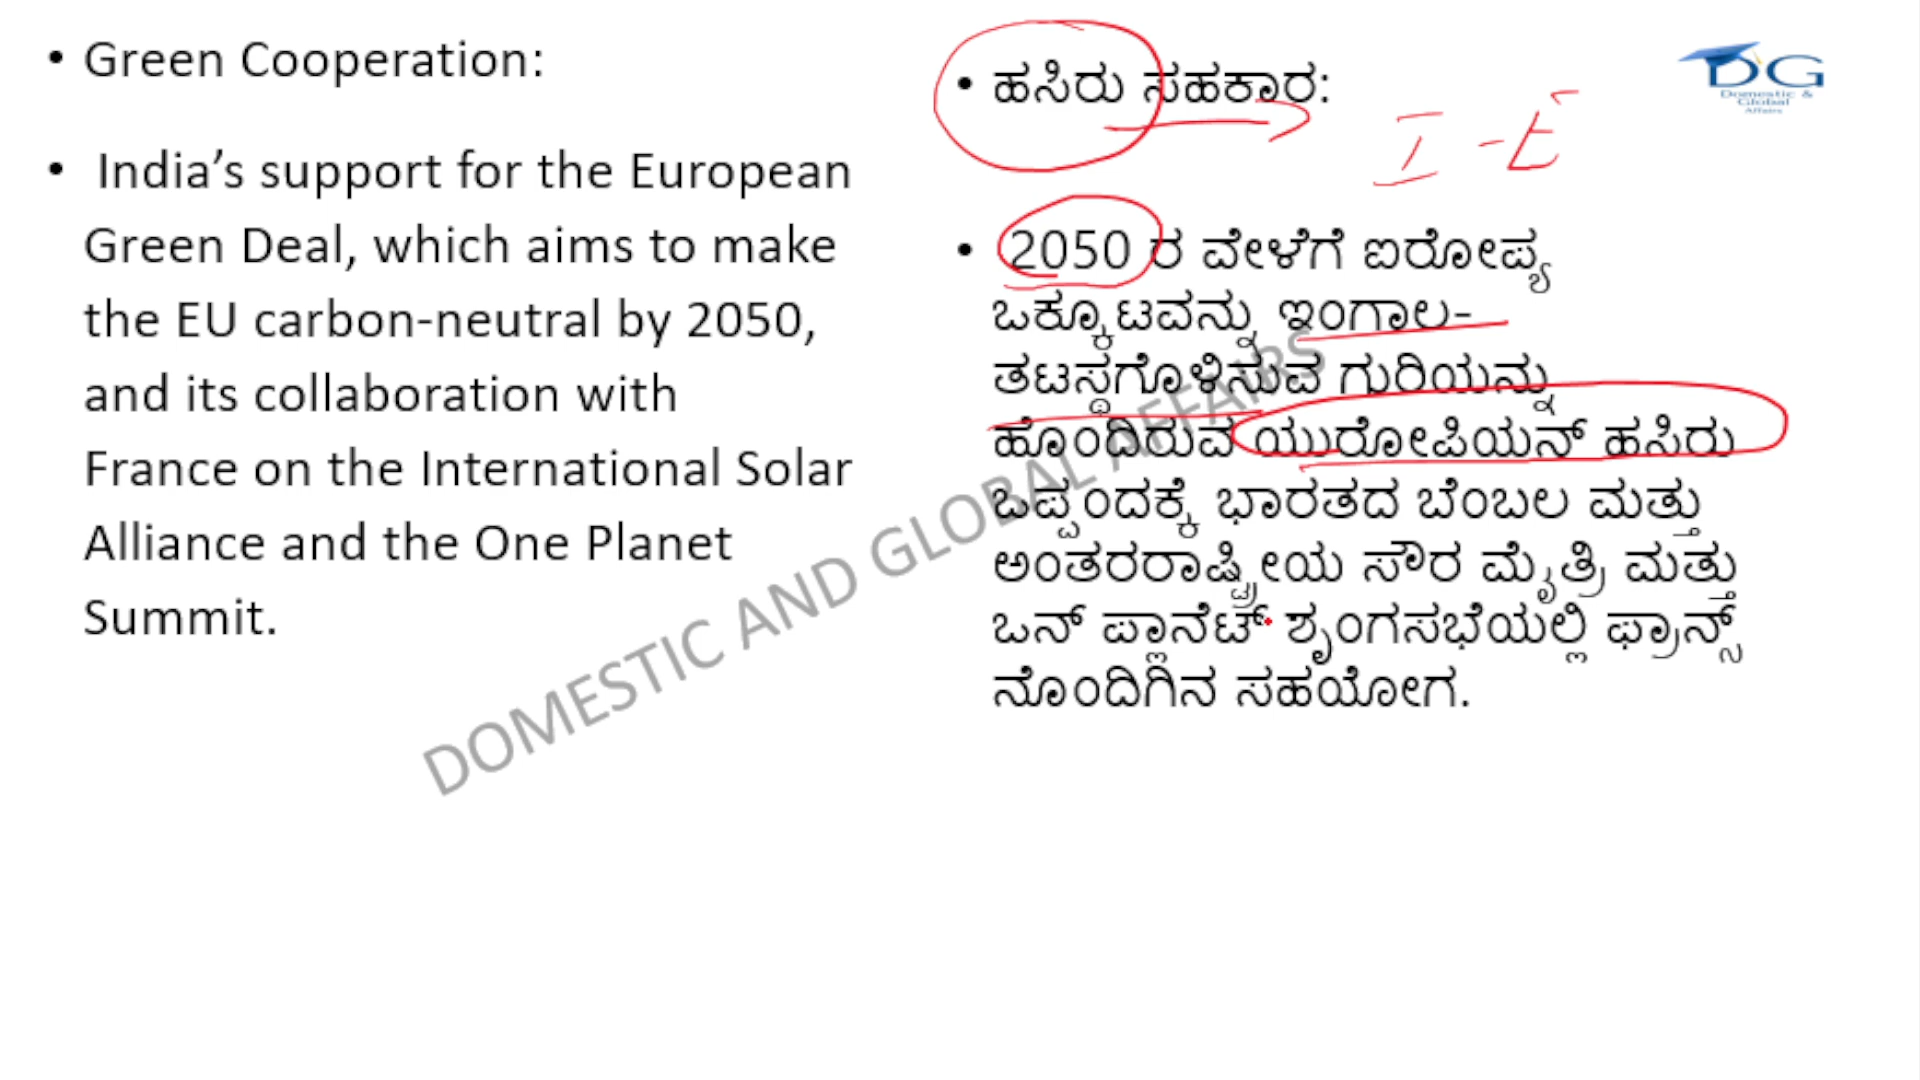 • Green Cooperation:
• India’s support for the European
Green Deal, which aims to make
the EU carbon-neutral by 2050,
and its collaboration with
France on the International Solar
Alliance and the One Planet
Summit.
• ಹಸಿರು ಸಹಕಾರ:
• 2050 ರ ವೇಳೆಗೆ ಐರೋಪ್ಯ
ಒಕ್ಕೂಟವನ್ನು ಇಂಗಾಲ-
ತಟಸ್ಥಗೊಳಿಸುವ ಗುರಿಯನ್ನು
ಹೊಂದಿರುವ ಯುರೋಪಿಯನ್ ಹಸಿರು
ಒಪ್ಪಂದಕ್ಕೆ ಭಾರತದ ಬೆಂಬಲ ಮತ್ತು
ಅಂತರರಾಷ್ಟ್ರೀಯ ಸೌರ ಮೈತ್ರಿ ಮತ್ತು
ಒನ್ ಪ್ಲಾನೆಟ್ ಶೃಂಗಸಭೆಯಲ್ಲಿ ಫ್ರಾನ್ಸ್
ನೊಂದಿಗಿನ ಸಹಯೋಗ.
I-E
DG
Domestic &
Global
Affairs
DOMESTIC AND GLOBAL AFFAIRS